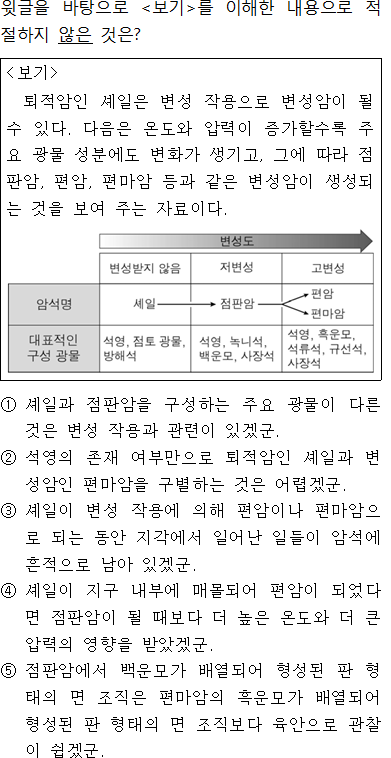 윗글을 바탕으로 <보기>를 이해한 내용으로 적
절하지 않은 것은?
<보기>
퇴적암인 셰일은 변성 작용으로 변성암이 될
수 있다. 다음은 온도와 압력이 증가할수록 주
요 광물 성분에도 변화가 생기고, 그에 따라 점
판암, 편암, 편마암 등과 같은 변성암이 생성되
는 것을 보여 주는 자료이다.
변성도
변성받지 않음 저변성 고변성
암석명 셰일 점판암 편암
편마암
대표적인 구성 광물 석영, 점토 광물, 방해석 석영, 녹니석, 백운모, 사장석 석영, 흑운모, 석류석, 규선석, 사장석
① 셰일과 점판암을 구성하는 주요 광물이 다른
것은 변성 작용과 관련이 있겠군.
② 석영의 존재 여부만으로 퇴적암인 셰일과 변
성암인 편마암을 구별하는 것은 어렵겠군.
③ 셰일이 변성 작용에 의해 편암이나 편마암으
로 되는 동안 지각에서 일어난 일들이 암석에
흔적으로 남아 있겠군.
④ 셰일이 지구 내부에 매몰되어 편암이 되었다
면 점판암이 될 때보다 더 높은 온도와 더 큰
압력의 영향을 받았겠군.
⑤ 점판암에서 백운모가 배열되어 형성된 판 형
태의 면 조직은 편마암의 흑운모가 배열되어
형성된 판 형태의 면 조직보다 육안으로 관찰
이 쉽겠군.